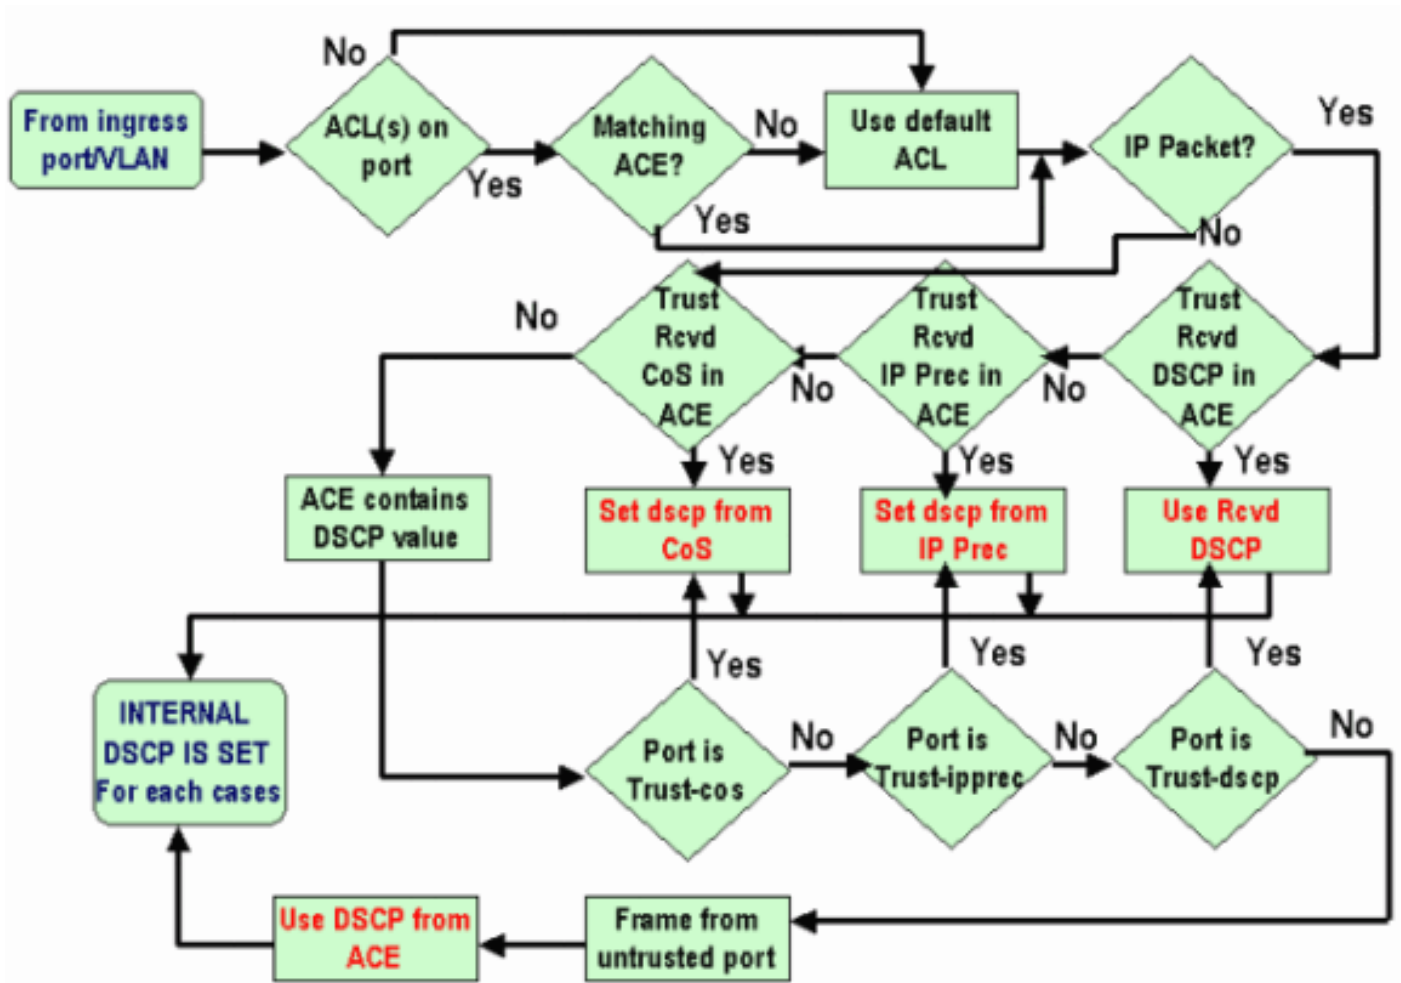 No
From ingress
port/VLAN
ACL(s) on
port
Yes
Matching
ACE?
No
Yes
Use default
ACL
IP Packet?
Yes
No
Trust
Rcvd
DSCP in
ACE
No
Yes
Trust
Rcvd
IP Prec in
ACE
No
Yes
Trust
Rcvd
CoS in
ACE
No
Yes
ACE contains
DSCP value
Set dscp from
CoS
Set dscp from
IP Prec
Use Rcvd
DSCP
Yes
Yes
Yes
INTERNAL
DSCP IS SET
For each cases
Port is
Trust-cos
No
Port is
Trust-ipprec
No
Port is
Trust-dscp
No
Use DSCP from
ACE
Frame from
untrusted port